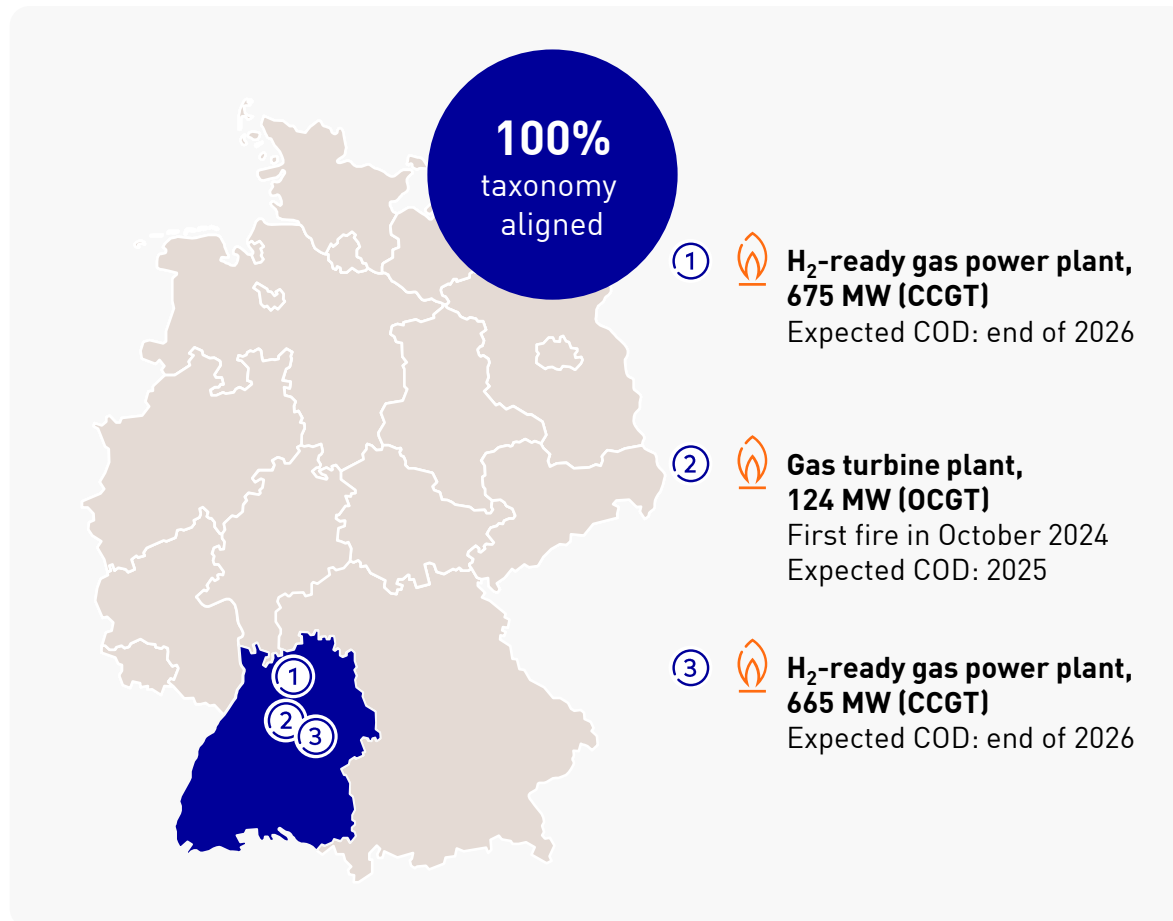 100%
taxonomy
aligned
1
H₂-ready gas power plant,
675 MW (CCGT)
Expected COD: end of 2026
2
Gas turbine plant,
124 MW (OCGT)
First fire in October 2024
Expected COD: 2025
3
H₂-ready gas power plant,
665 MW (CCGT)
Expected COD: end of 2026
1
2
3